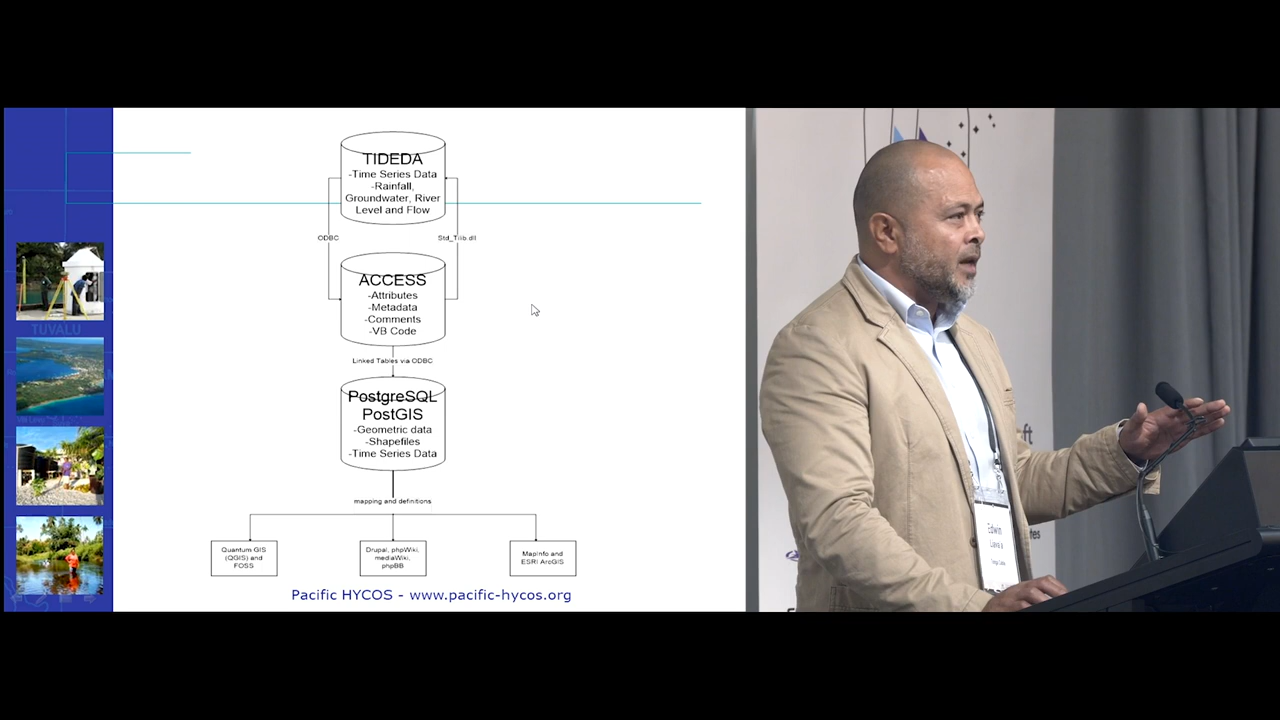 TIDEDA
-Time Series Data
-Rainfall,
Groundwater, River
Level and Flow
ODBC
Std_Tlib.dll
ACCESS
-Attributes
-Metadata
-Comments
-VB Code
Linked Tables via ODBC
PostgreSQL
PostGIS
-Geometric data
-Shapefiles
-Time Series Data
mapping and definitions
Quantum GIS
(QGIS) and
FOSS
Drupal, phpWiki,
mediaWiki,
phpBB
MapInfo and
ESRI ArcGIS
Pacific HYCOS - www.pacific-hycos.org
TUVALU
Edwin